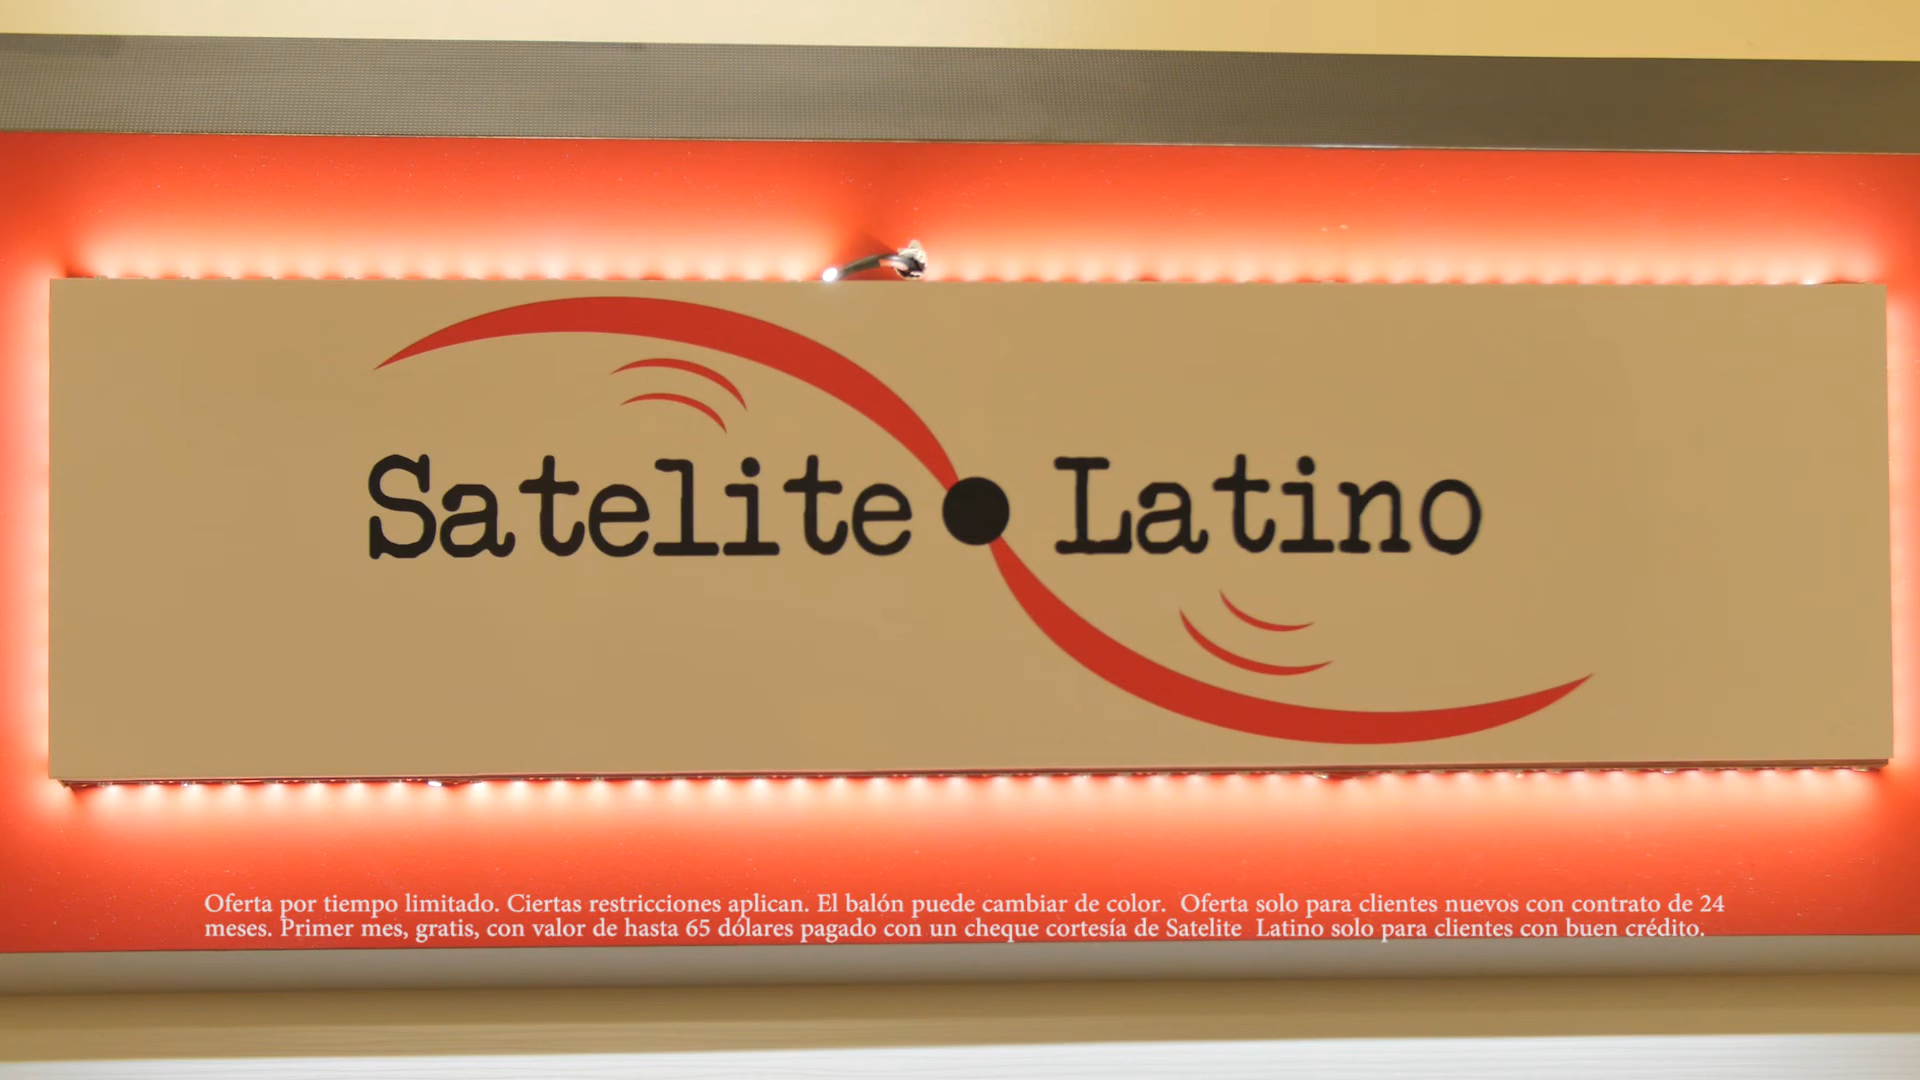 Satelite Latino
Oferta por tiempo limitado. Ciertas restricciones aplican. El balón puede cambiar de color. Oferta solo para clientes nuevos con contrato de 24
meses. Primer mes, gratis, con valor de hasta 65 dólares pagado con un cheque cortesía de Satelite Latino solo para clientes con buen crédito.